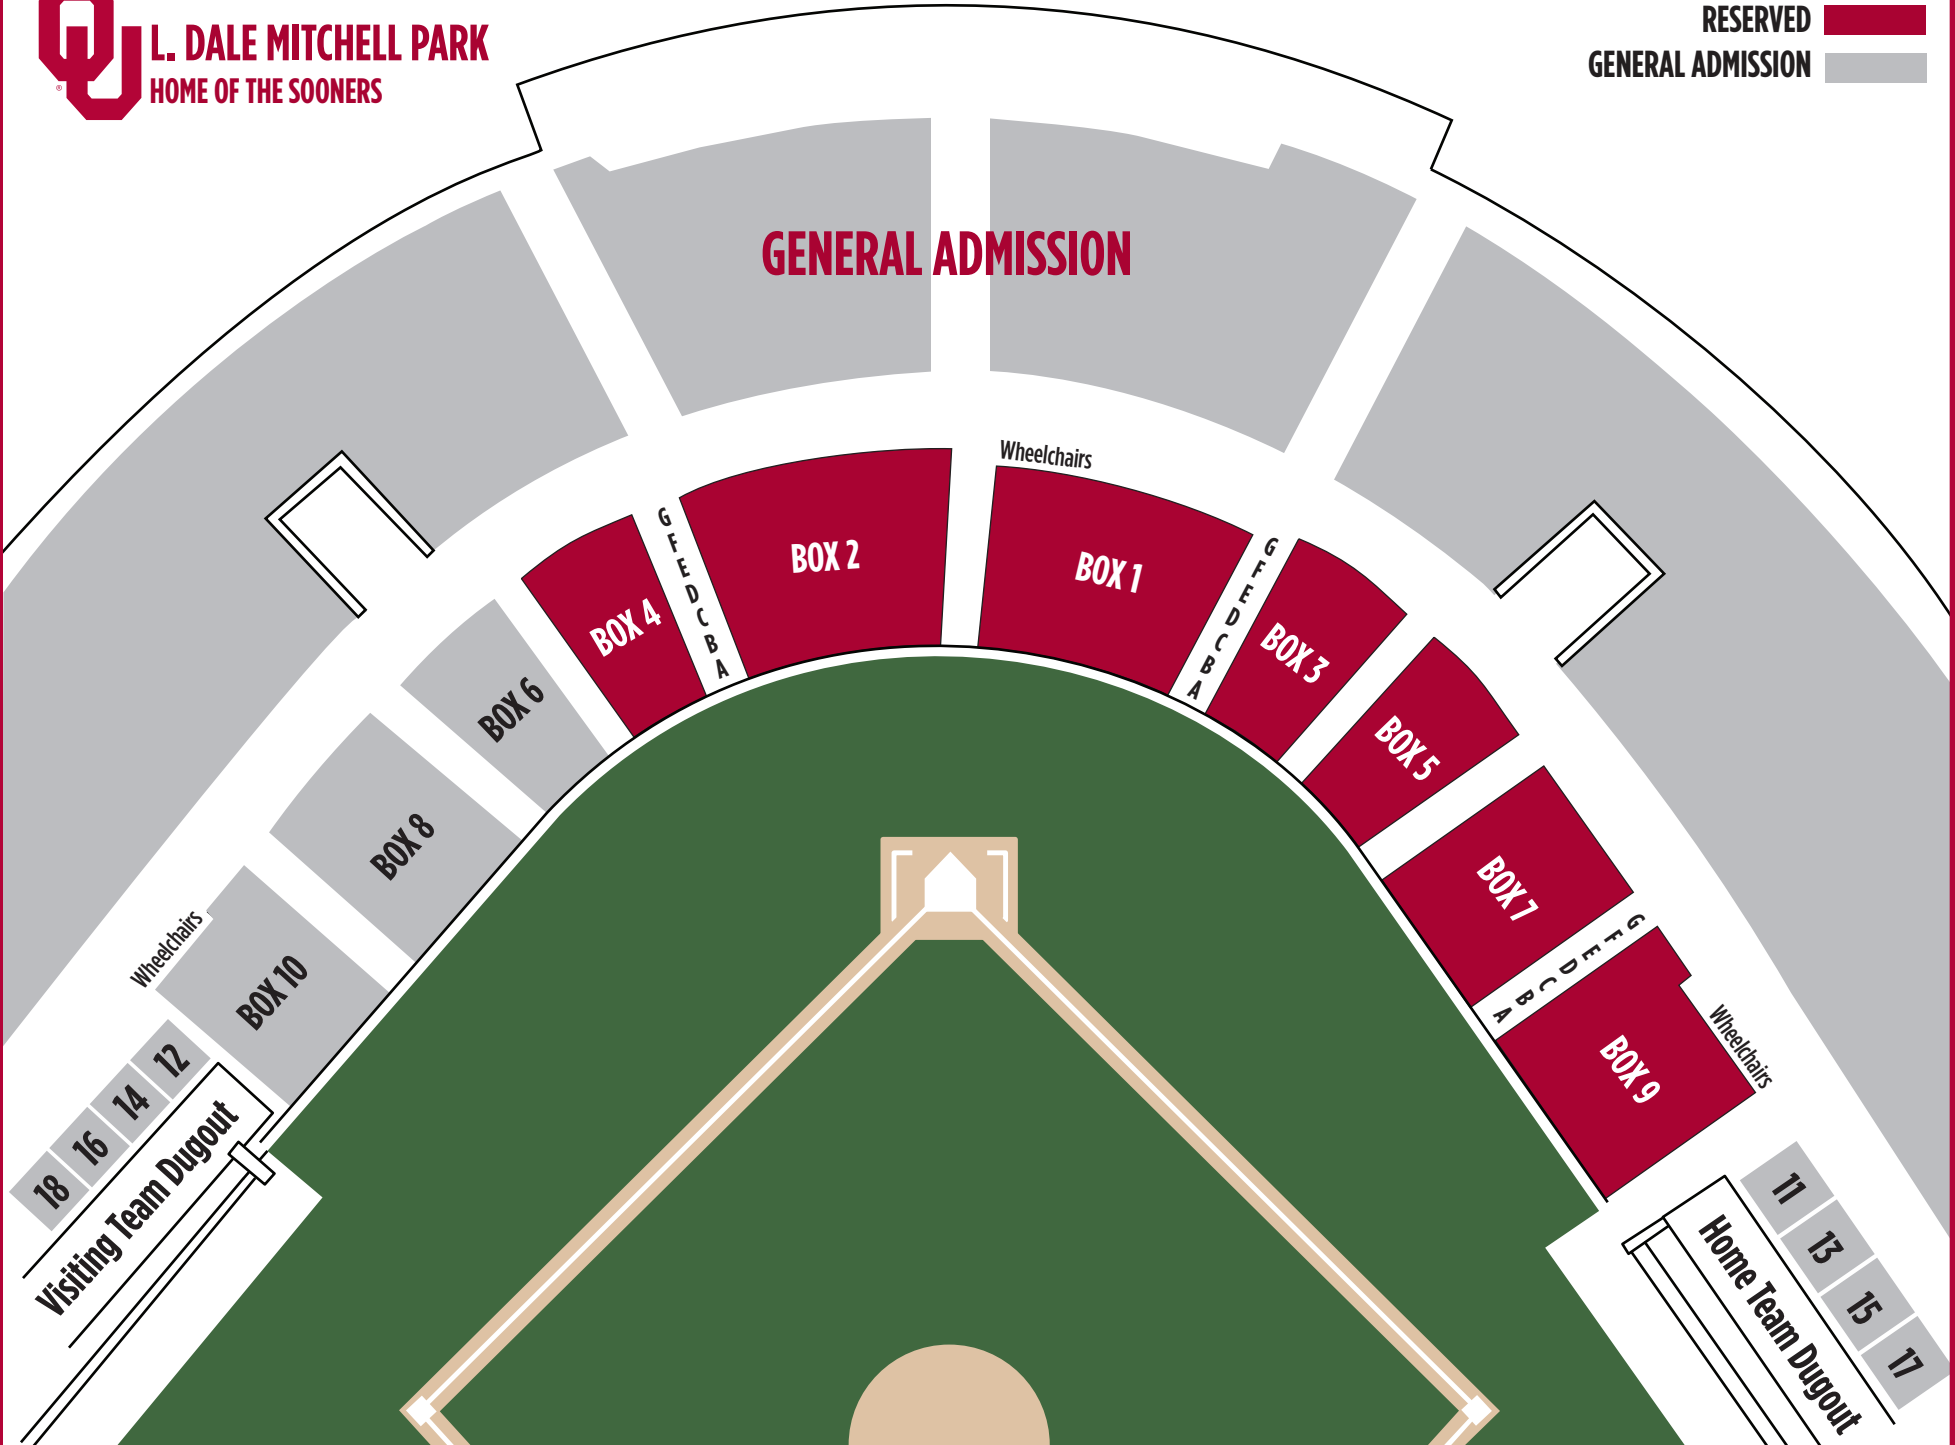 OU
®
L. DALE MITCHELL PARK
HOME OF THE SOONERS
RESERVED
GENERAL ADMISSION
GENERAL ADMISSION
Wheelchairs
BOX 4
G
F
E
D
C
B
A
BOX 2
BOX 1
G
F
E
D
C
B
A
BOX 3
BOX 5
BOX 7
G
F
E
D
C
B
A
BOX 9
Wheelchairs
BOX 6
BOX 8
BOX 10
Wheelchairs
12
14
16
18
Visiting Team Dugout
11
13
15
17
Home Team Dugout